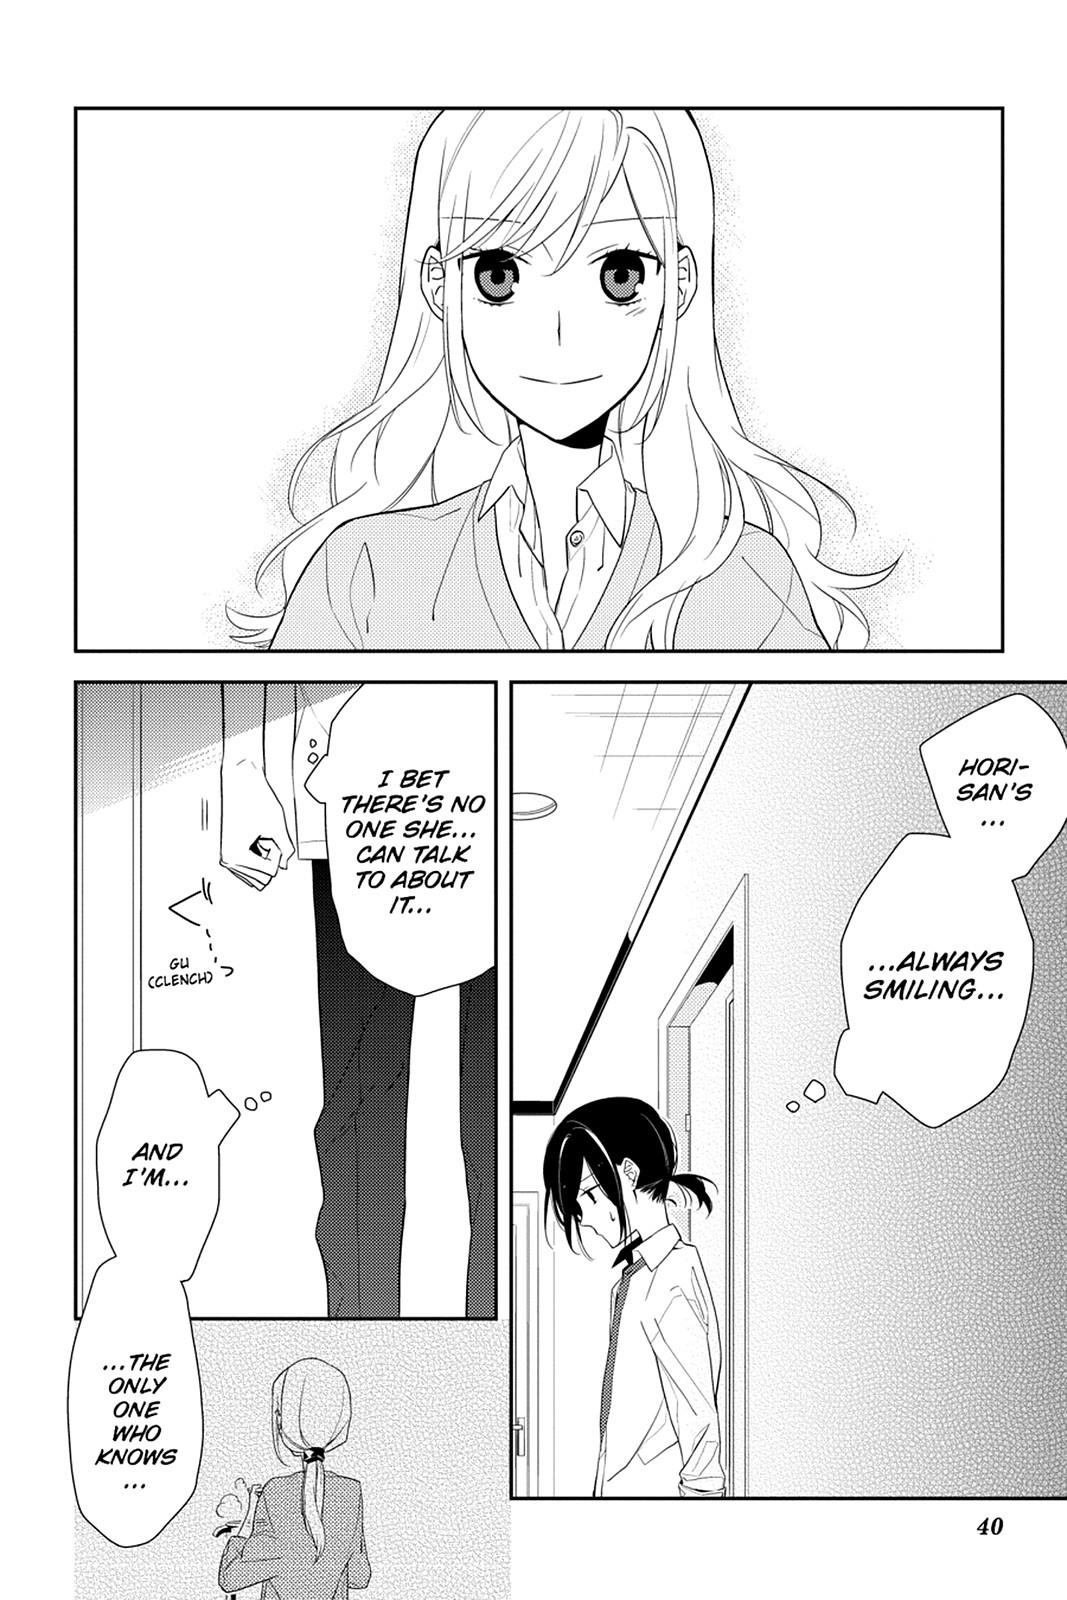 HORI-
SAN'S
...
...ALWAYS
SMILING...
I BET
THERE'S NO
ONE SHE...
CAN TALK
TO ABOUT
IT...
GU
(CLENCH)
AND
I'M...
...THE
ONLY
ONE
WHO
KNOWS
...
40